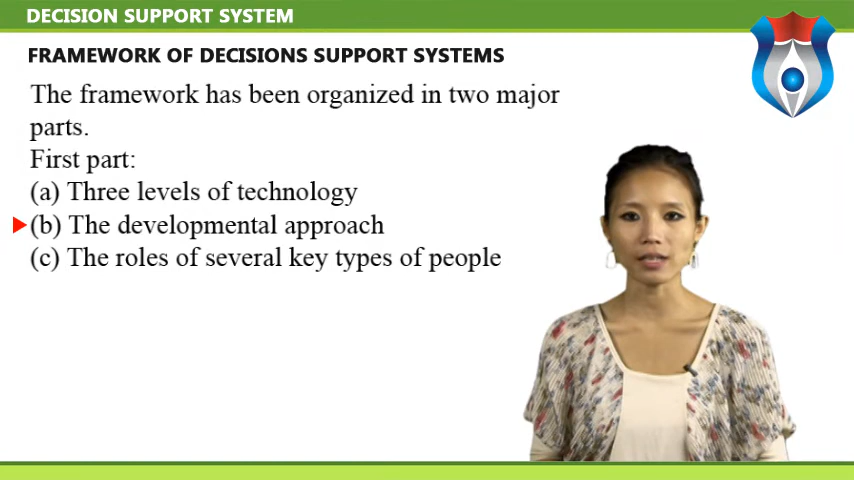 DECISION SUPPORT SYSTEM
FRAMEWORK OF DECISIONS SUPPORT SYSTEMS
The framework has been organized in two major
parts.
First part:
(a) Three levels of technology
(b) The developmental approach
(c) The roles of several key types of people